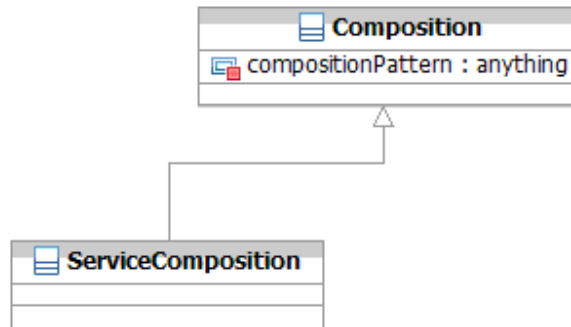 Composition
compositionPattern : anything
ServiceComposition